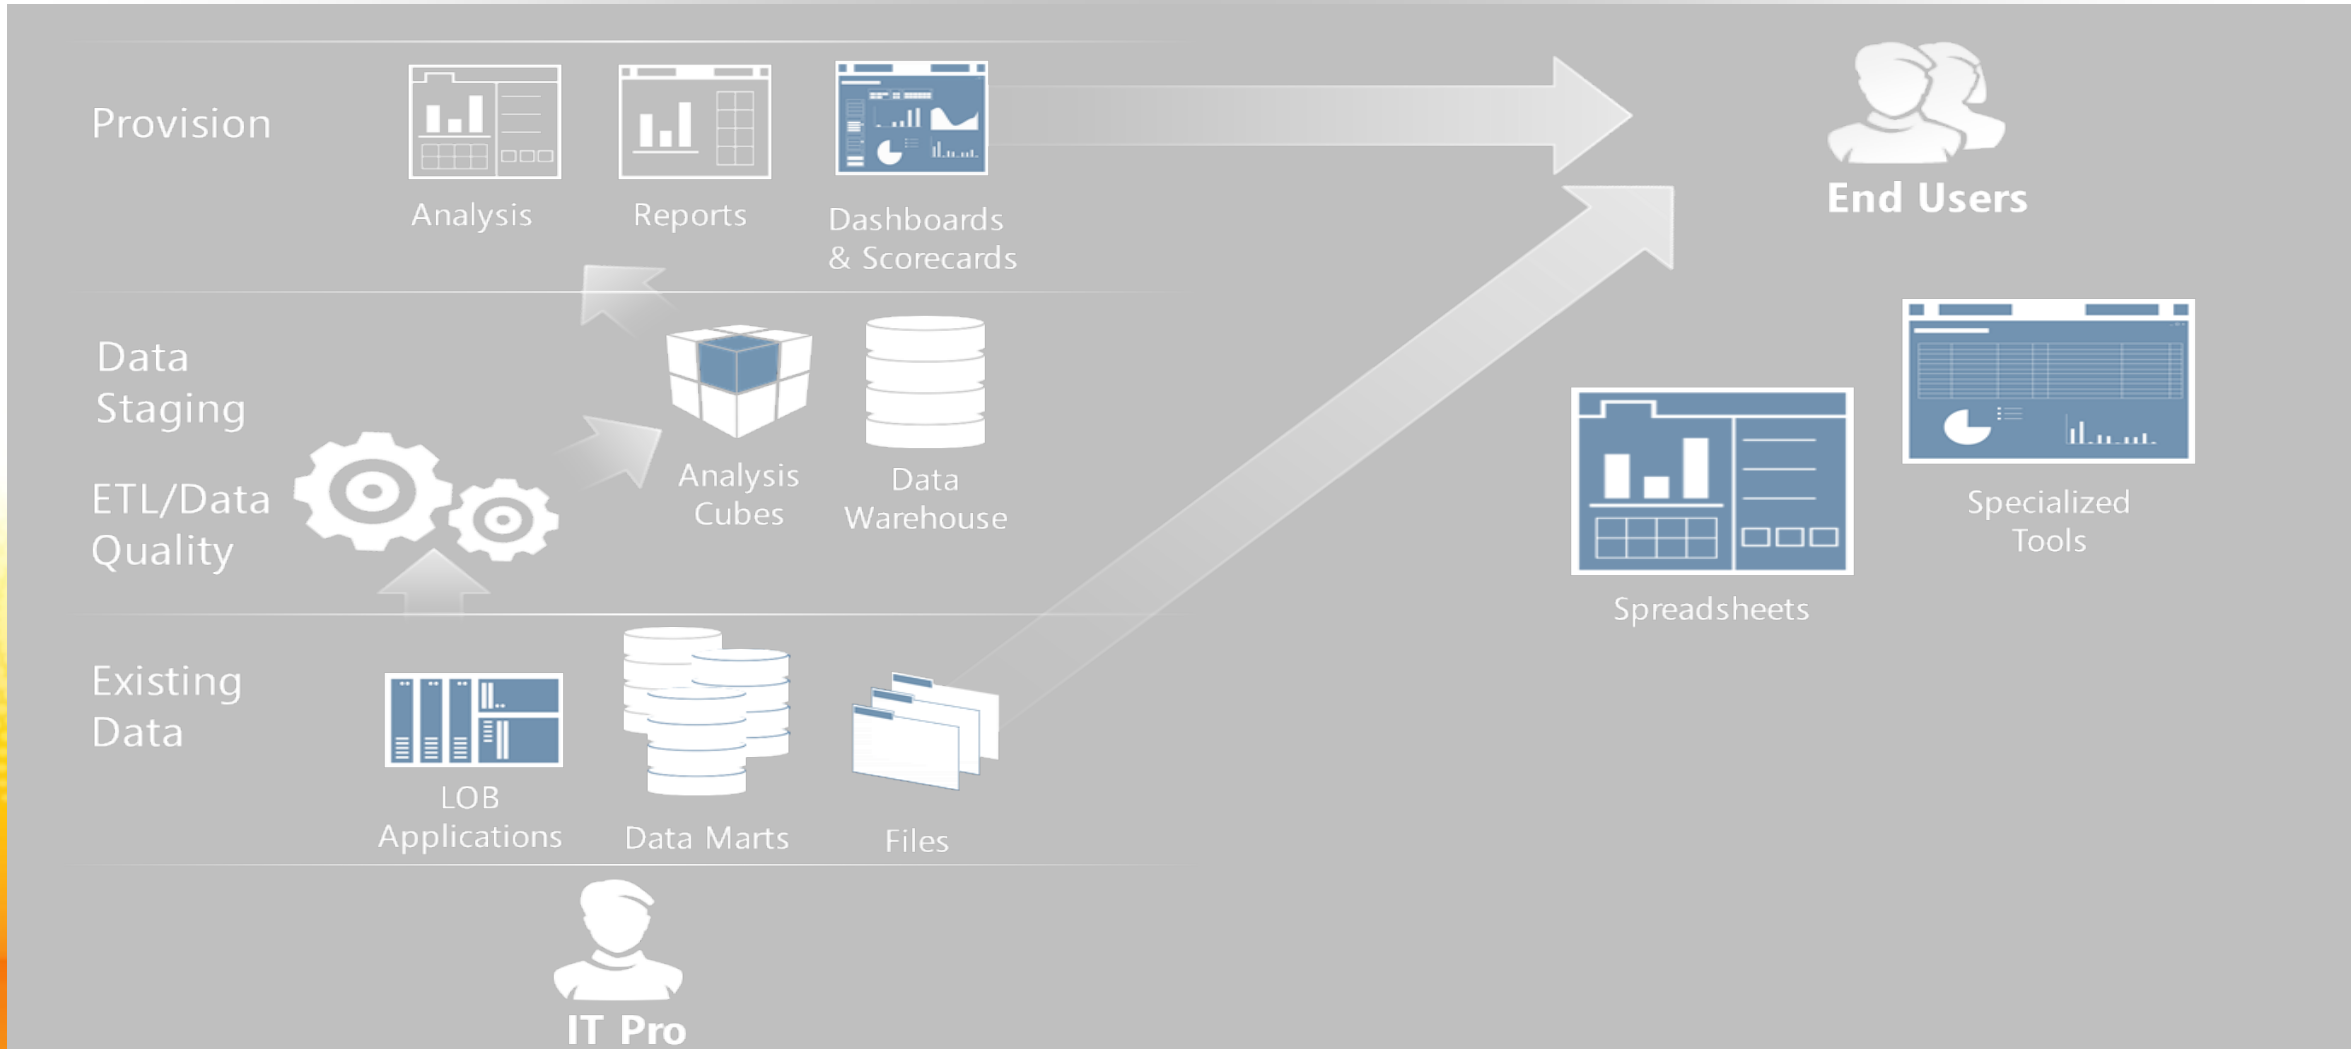 Provision
Analysis
Reports
Dashboards
& Scorecards
End Users
Data
Staging
ETL/Data
Quality
Analysis
Cubes
Data
Warehouse
Spreadsheets
Specialized
Tools
Existing
Data
LOB
Applications
Data Marts
Files
IT Pro